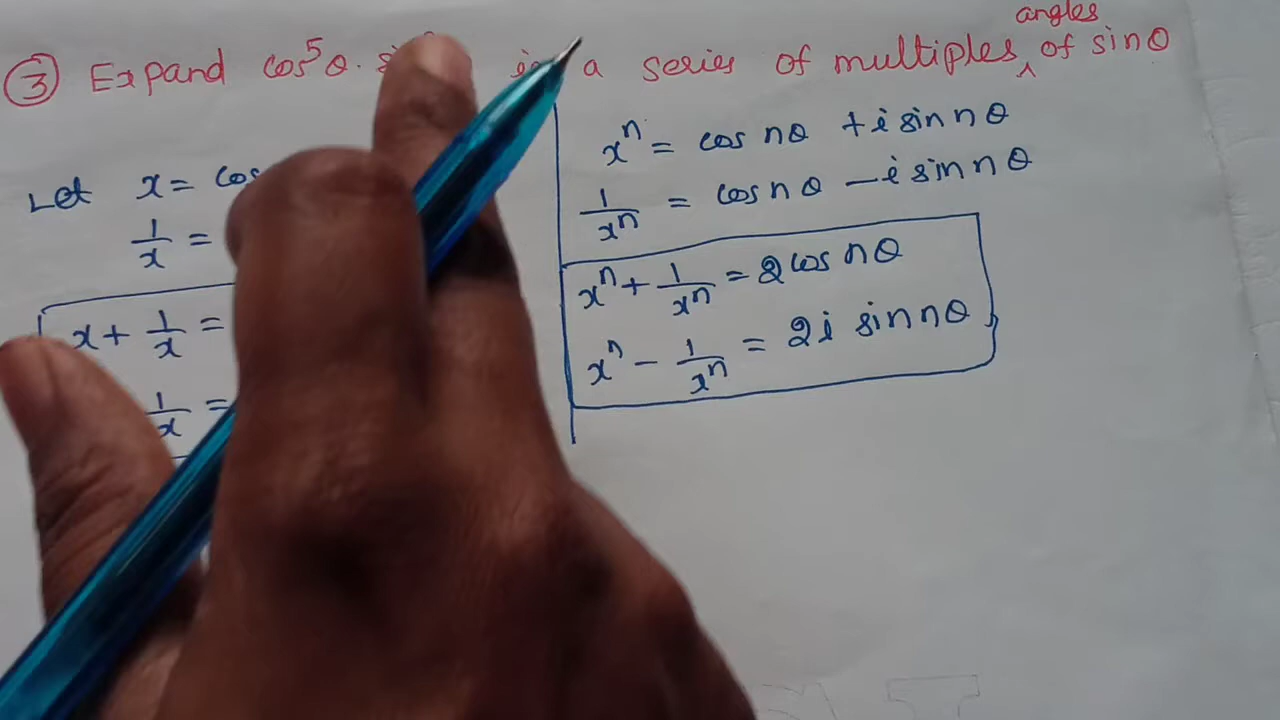 angles
③ Expand cos⁵θ. a series of multiples ‸ of sinθ
Let x = cos
1/x =
x + 1/x =
1/x =
xⁿ = cos nθ + i sin nθ
1/xⁿ = cos nθ - i sin nθ
xⁿ + 1/xⁿ = 2 cos nθ
xⁿ - 1/xⁿ = 2i sin nθ